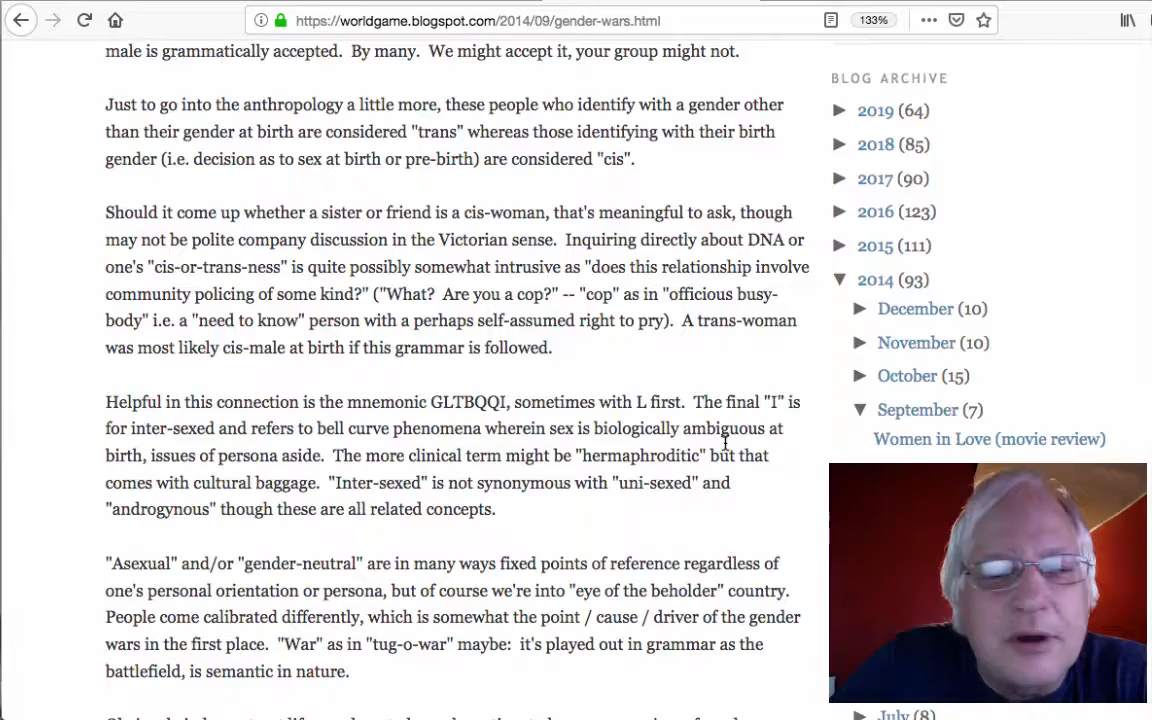 https://worldgame.blogspot.com/2014/09/gender-wars.html
133%
male is grammatically accepted.  By many.  We might accept it, your group might not.
Just to go into the anthropology a little more, these people who identify with a gender other
than their gender at birth are considered "trans" whereas those identifying with their birth
gender (i.e. decision as to sex at birth or pre-birth) are considered "cis".
Should it come up whether a sister or friend is a cis-woman, that's meaningful to ask, though
may not be polite company discussion in the Victorian sense.  Inquiring directly about DNA or
one's "cis-or-trans-ness" is quite possibly somewhat intrusive as "does this relationship involve
community policing of some kind?" ("What?  Are you a cop?" -- "cop" as in "officious busy-
body" i.e. a "need to know" person with a perhaps self-assumed right to pry).  A trans-woman
was most likely cis-male at birth if this grammar is followed.
Helpful in this connection is the mnemonic GLTBQQI, sometimes with L first.  The final "I" is
for inter-sexed and refers to bell curve phenomena wherein sex is biologically ambiguous at
birth, issues of persona aside.  The more clinical term might be "hermaphroditic" but that
comes with cultural baggage.  "Inter-sexed" is not synonymous with "uni-sexed" and
"androgynous" though these are all related concepts.
"Asexual" and/or "gender-neutral" are in many ways fixed points of reference regardless of
one's personal orientation or persona, but of course we're into "eye of the beholder" country.
People come calibrated differently, which is somewhat the point / cause / driver of the gender
wars in the first place.  "War" as in "tug-o-war" maybe:  it's played out in grammar as the
battlefield, is semantic in nature.
BLOG ARCHIVE
► 2019 (64)
► 2018 (85)
► 2017 (90)
► 2016 (123)
► 2015 (111)
▼ 2014 (93)
► December (10)
► November (10)
► October (15)
▼ September (7)
Women in Love (movie review)
July (8)